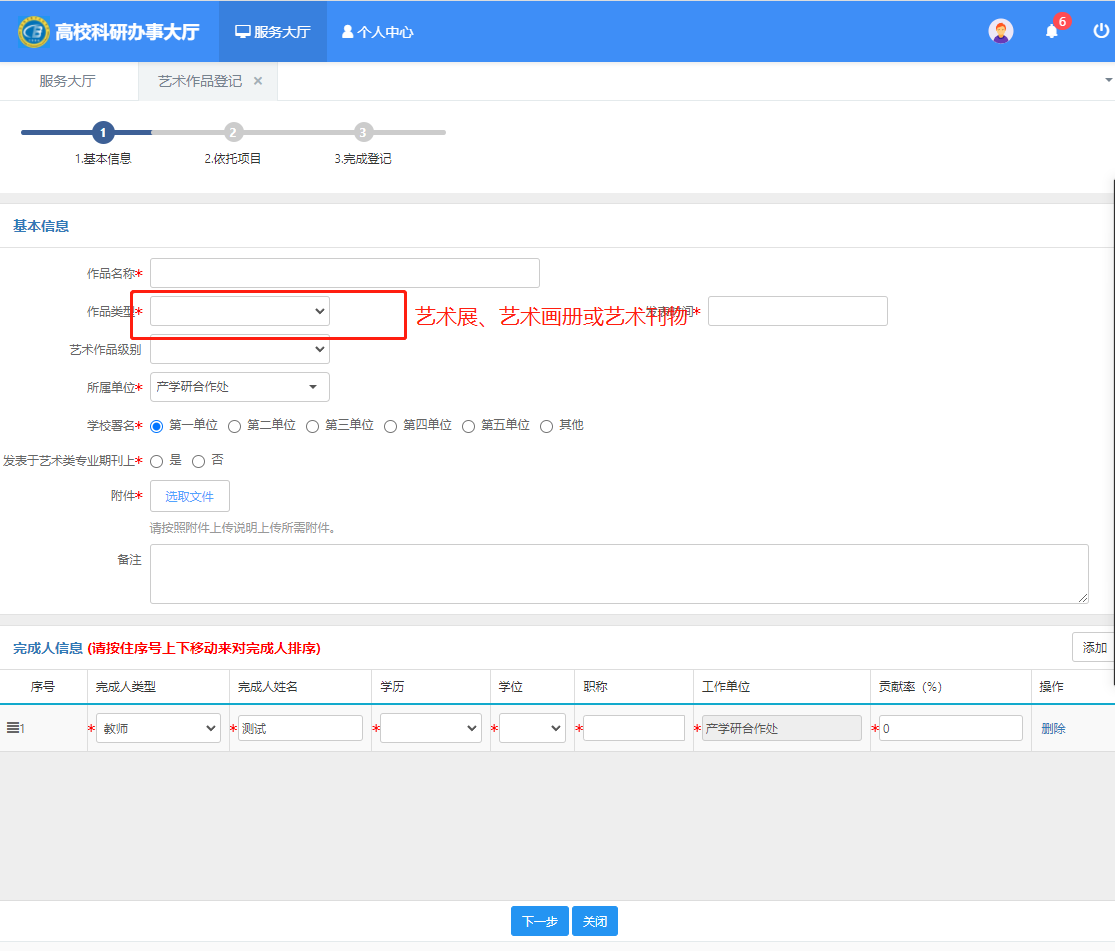 高校科研办事大厅 服务大厅 个人中心 6
服务大厅 艺术作品登记 ×
1 2 3
1.基本信息 2.依托项目 3.完成登记
基本信息
作品名称*
作品类型* 艺术展、艺术画册或艺术刊物 发表时间*
艺术作品级别
所属单位* 产学研合作处
学校署名* 第一单位 第二单位 第三单位 第四单位 第五单位 其他
发表于艺术类专业期刊上* 是 否
附件* 选取文件
请按照附件上传说明上传所需附件。
备注
完成人信息 (请按住序号上下移动来对完成人排序) 添加
序号 完成人类型 完成人姓名 学历 学位 职称 工作单位 贡献率（%） 操作
1 * 教师 * 测试 * * * * 产学研合作处 * 0 删除
下一步 关闭